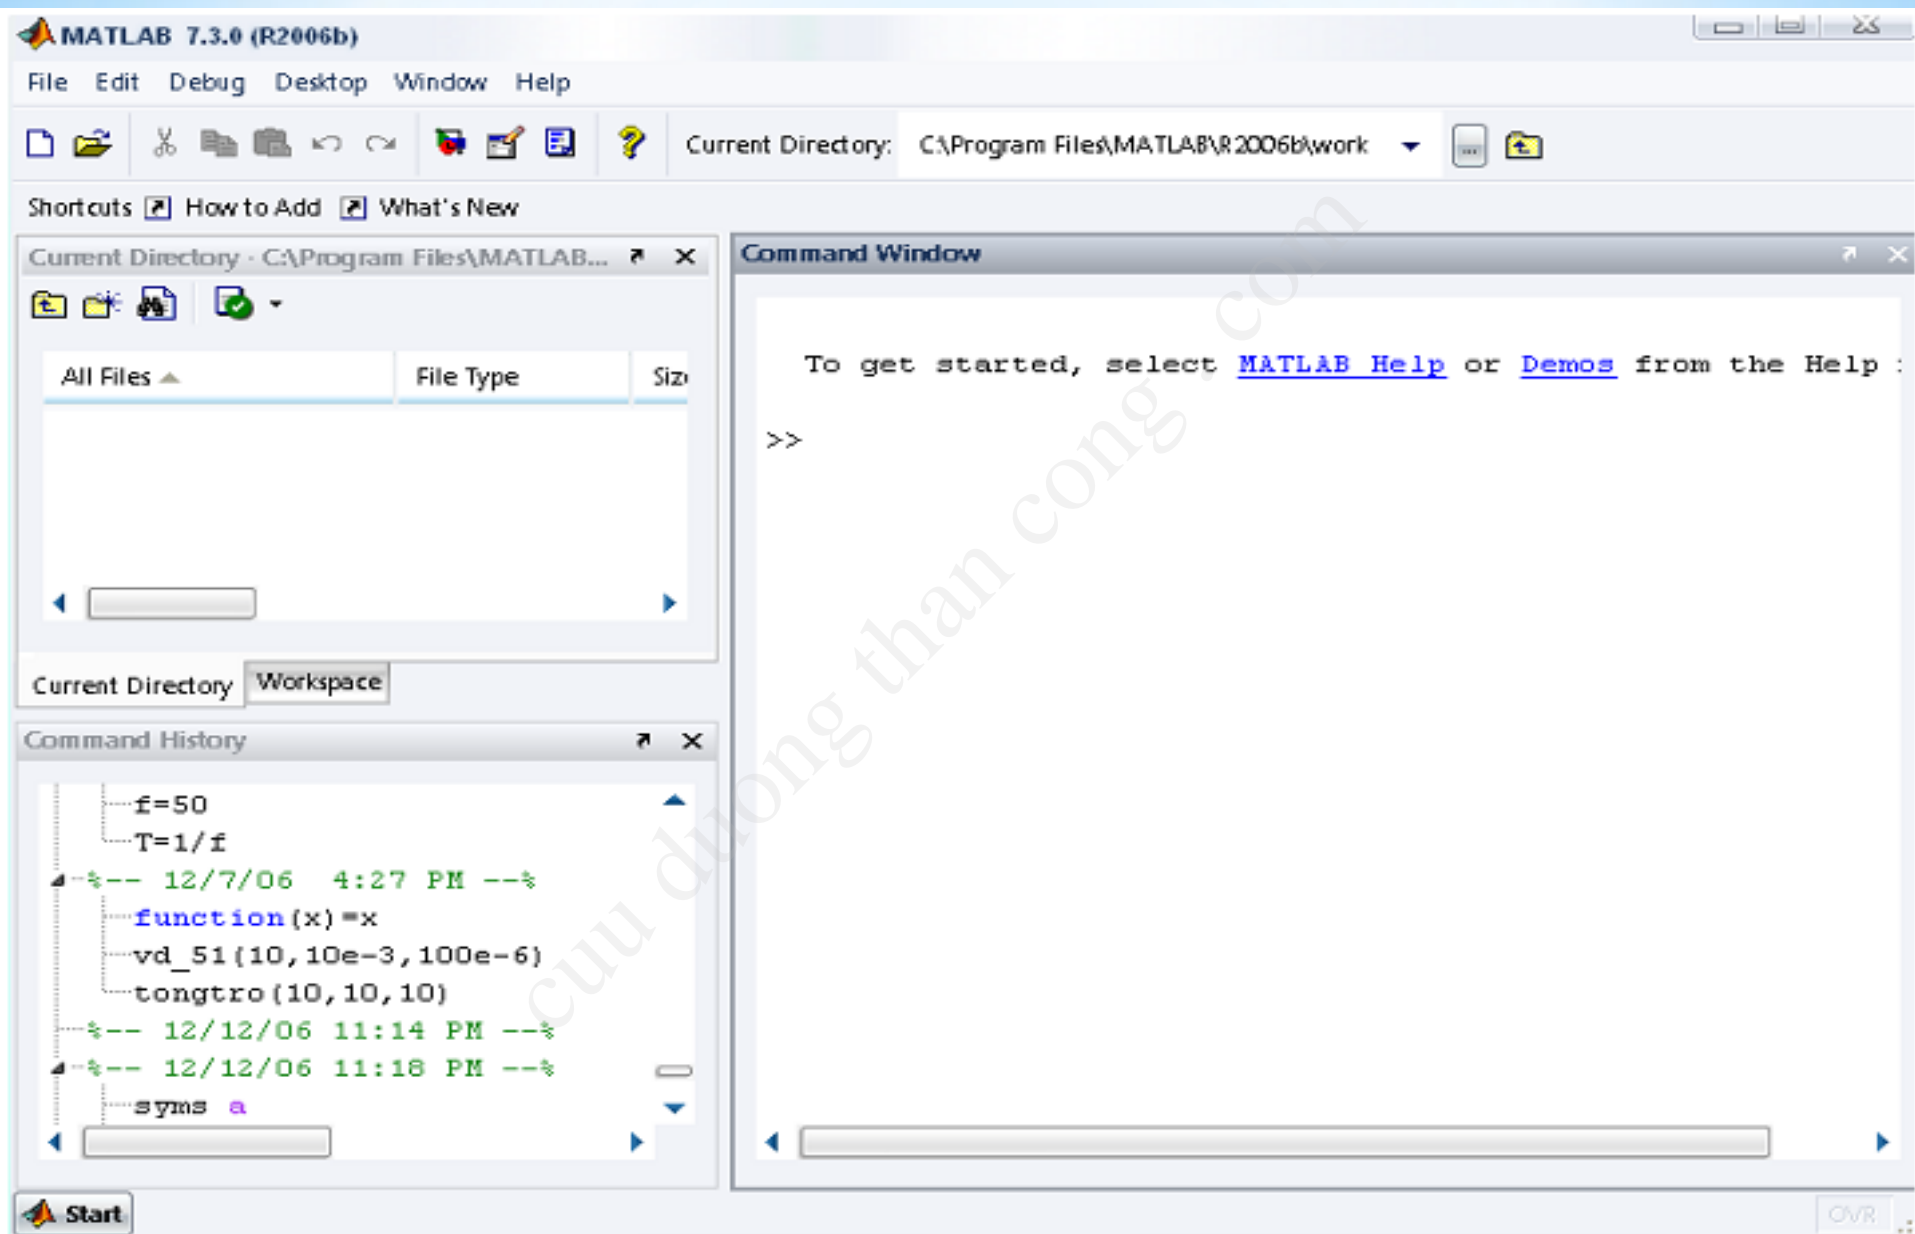 MATLAB 7.3.0 (R2006b)
File Edit Debug Desktop Window Help
Current Directory: C:\Program Files\MATLAB\R2006b\work
Shortcuts How to Add What's New
Current Directory - C:\Program Files\MATLAB...
All Files File Type Siz
Current Directory Workspace
Command History
f=50
T=1/f
%-- 12/7/06 4:27 PM --%
function(x)=x
vd_51(10,10e-3,100e-6)
tongtro(10,10,10)
%-- 12/12/06 11:14 PM --%
%-- 12/12/06 11:18 PM --%
syms a
Command Window
To get started, select MATLAB Help or Demos from the Help
>>
Start
OVR
cuu duong than cong . com